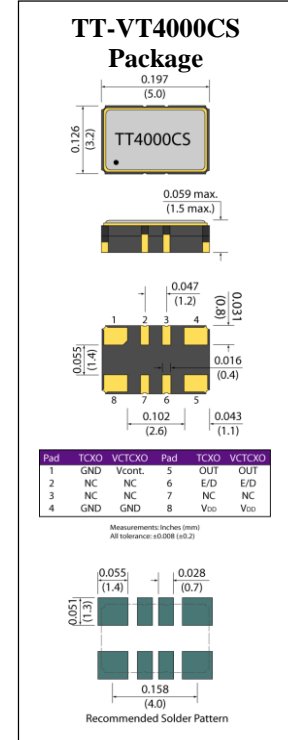 TT-VT4000CS
Package
0.197
(5.0)
0.126
(3.2)
TT4000CS
0.059 max.
(1.5 max.)
0.047
(1.2)
0.031
(0.8)
1 2 3 4
0.055
(1.4)
0.016
(0.4)
8 7 6 5
0.102
(2.6)
0.043
(1.1)
Pad TCXO VCTCXO Pad TCXO VCTCXO
1 GND Vcont. 5 OUT OUT
2 NC NC 6 E/D E/D
3 NC NC 7 NC NC
4 GND GND 8 VDD VDD
Measurements: Inches (mm)
All tolerance: ±0.008 (±0.2)
0.055
(1.4)
0.028
(0.7)
0.051
(1.3)
0.158
(4.0)
Recommended Solder Pattern